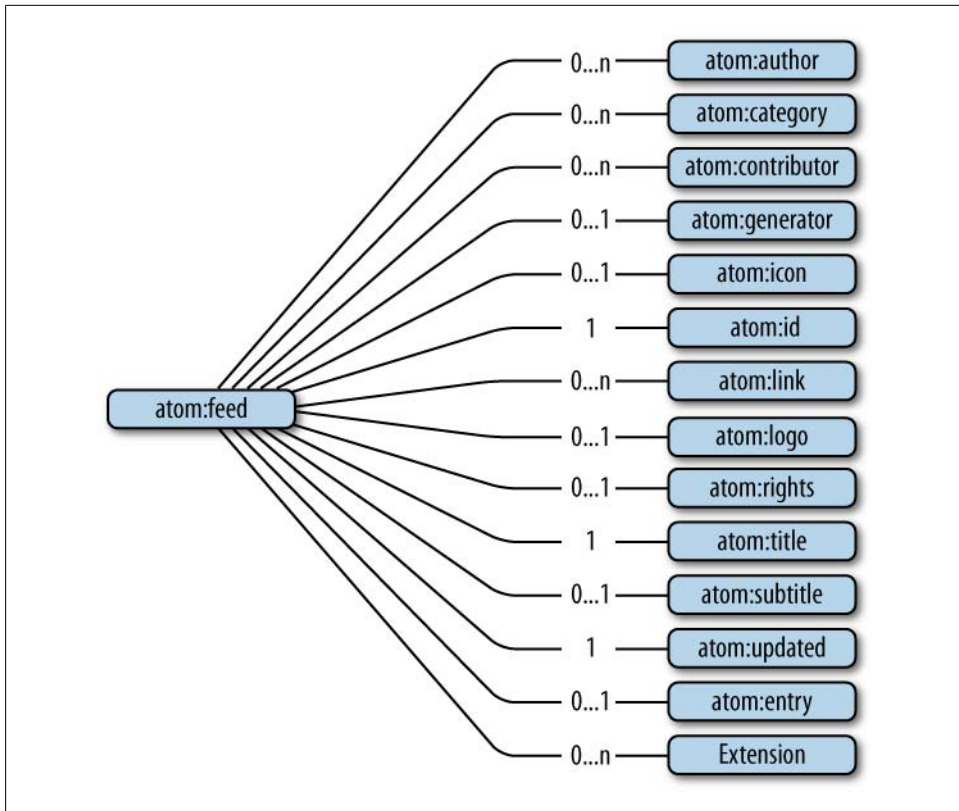 0...n atom:author
0...n atom:category
0...n atom:contributor
0...1 atom:generator
0...1 atom:icon
1 atom:id
0...n atom:link
atom:feed
0...1 atom:logo
0...1 atom:rights
1 atom:title
0...1 atom:subtitle
1 atom:updated
0...1 atom:entry
0...n Extension